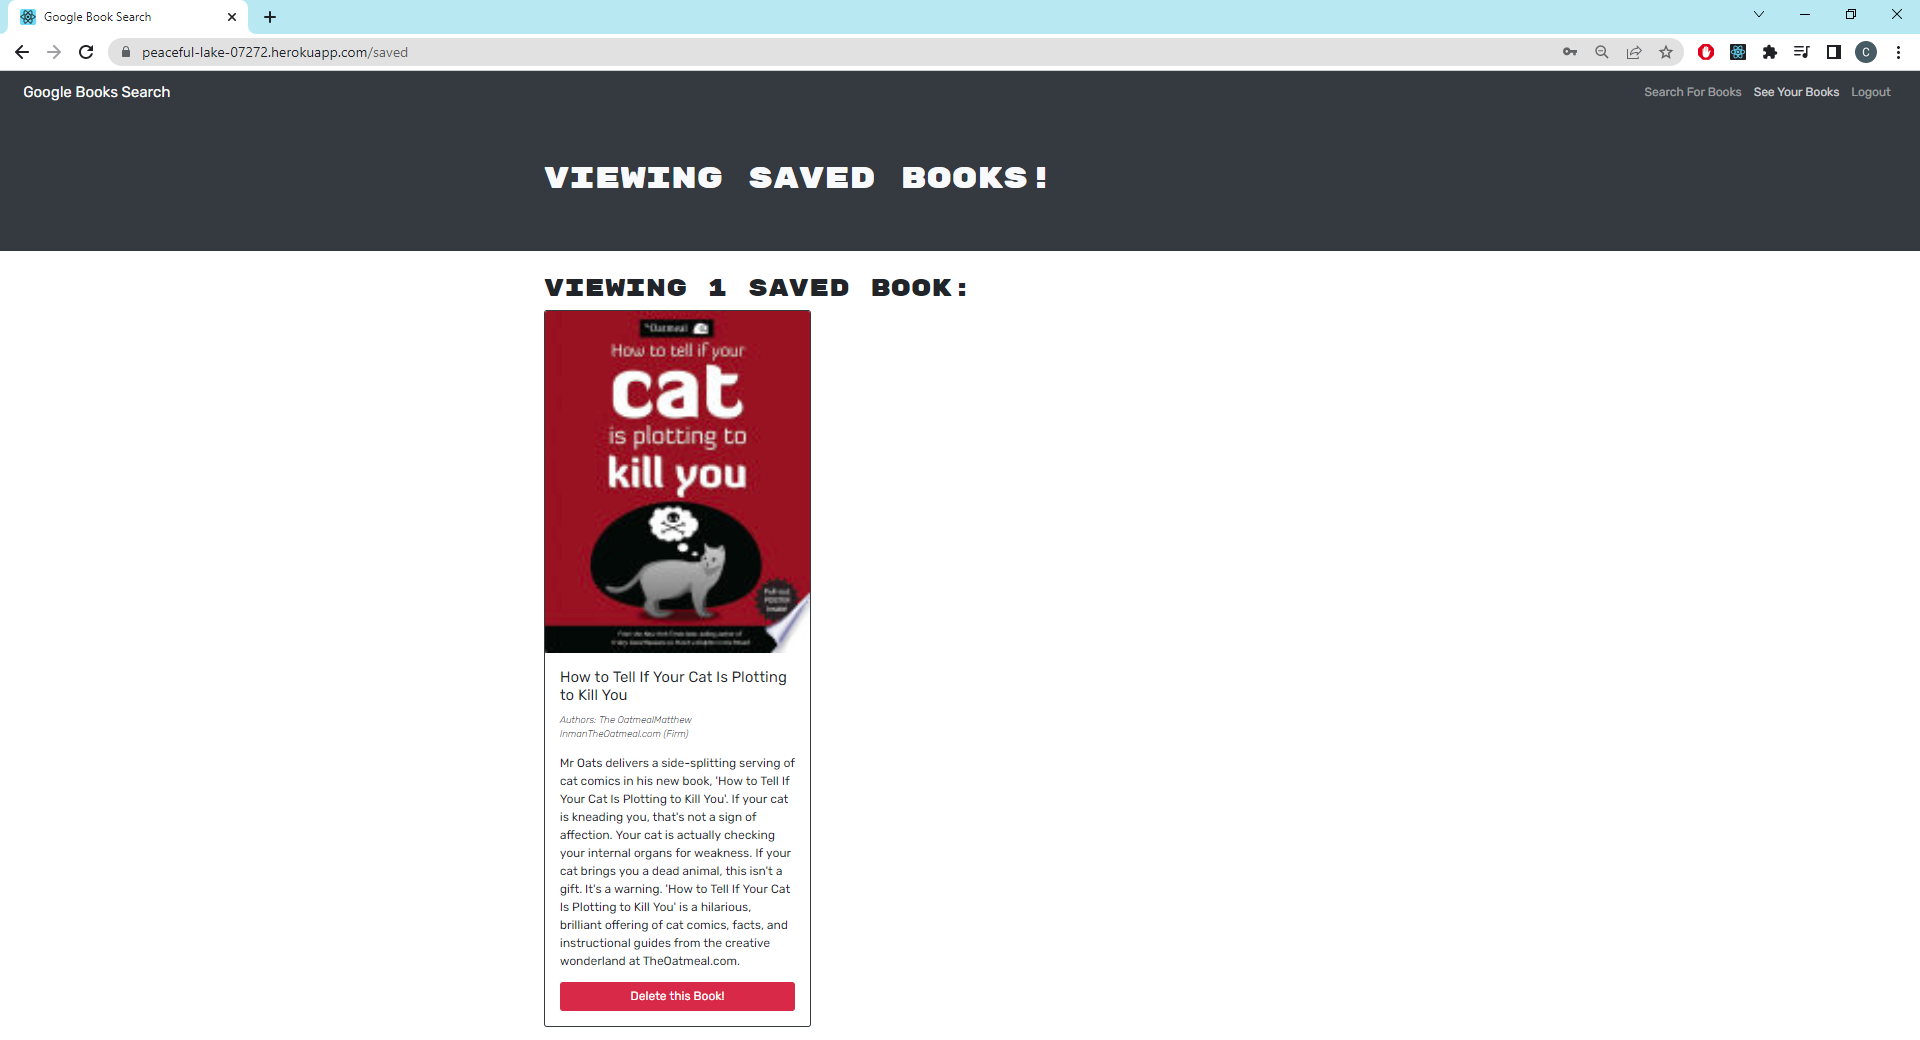 Google Book Search
peaceful-lake-07272.herokuapp.com/saved
C
Google Books Search
Search For Books See Your Books Logout
VIEWING SAVED BOOKS!
VIEWING 1 SAVED BOOK:
The Oatmeal
How to tell if your
cat
is plotting to
kill you
Pull-out
POSTER
inside!
How to Tell If Your Cat Is Plotting
to Kill You
Authors: The OatmealMatthew
InmanTheOatmeal.com (Firm)
Mr Oats delivers a side-splitting serving of
cat comics in his new book, 'How to Tell If
Your Cat Is Plotting to Kill You'. If your cat
is kneading you, that's not a sign of
affection. Your cat is actually checking
your internal organs for weakness. If your
cat brings you a dead animal, this isn't a
gift. It's a warning. 'How to Tell If Your Cat
Is Plotting to Kill You' is a hilarious,
brilliant offering of cat comics, facts, and
instructional guides from the creative
wonderland at TheOatmeal.com.
Delete this Book!